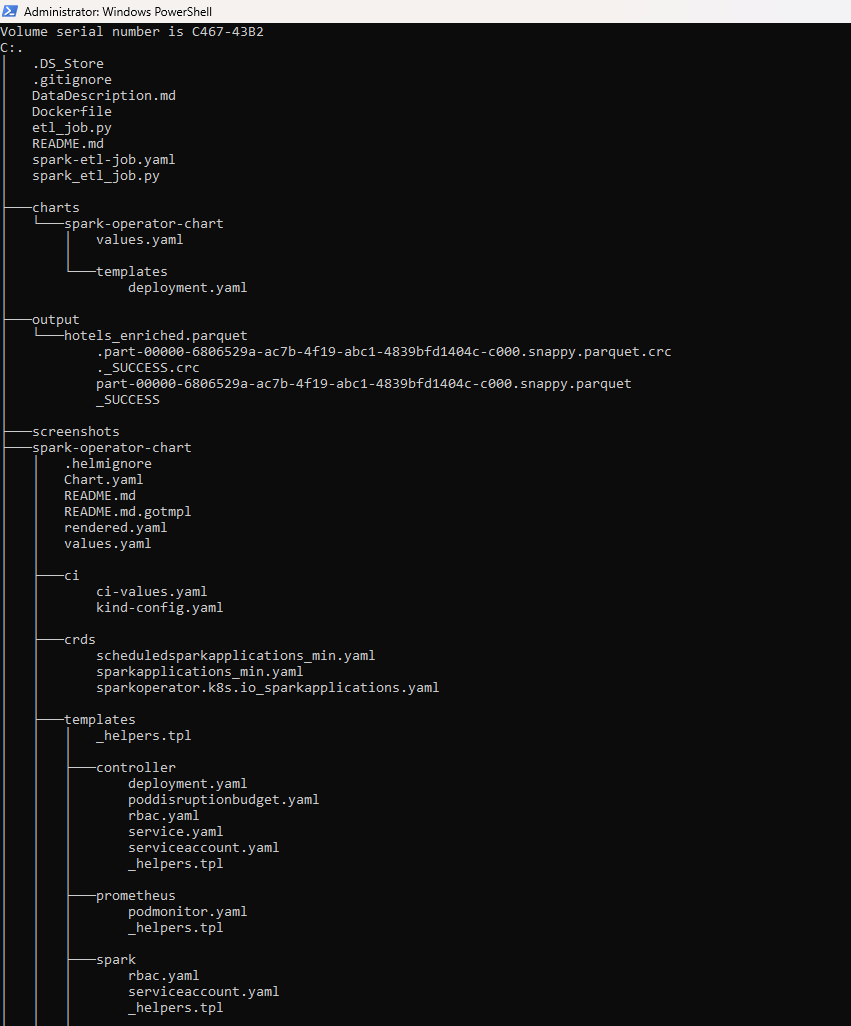 Administrator: Windows PowerShell
Volume serial number is C467-43B2
C:.
.DS_Store
.gitignore
DataDescription.md
Dockerfile
etl_job.py
README.md
spark-etl-job.yaml
spark_etl_job.py
charts
spark-operator-chart
values.yaml
templates
deployment.yaml
output
hotels_enriched.parquet
.part-00000-6806529a-ac7b-4f19-abc1-4839bfd1404c-c000.snappy.parquet.crc
._SUCCESS.crc
part-00000-6806529a-ac7b-4f19-abc1-4839bfd1404c-c000.snappy.parquet
_SUCCESS
screenshots
spark-operator-chart
.helmignore
Chart.yaml
README.md
README.md.gotmpl
rendered.yaml
values.yaml
ci
ci-values.yaml
kind-config.yaml
crds
scheduledsparkapplications_min.yaml
sparkapplications_min.yaml
sparkoperator.k8s.io_sparkapplications.yaml
templates
_helpers.tpl
controller
deployment.yaml
poddisruptionbudget.yaml
rbac.yaml
service.yaml
serviceaccount.yaml
_helpers.tpl
prometheus
podmonitor.yaml
_helpers.tpl
spark
rbac.yaml
serviceaccount.yaml
_helpers.tpl